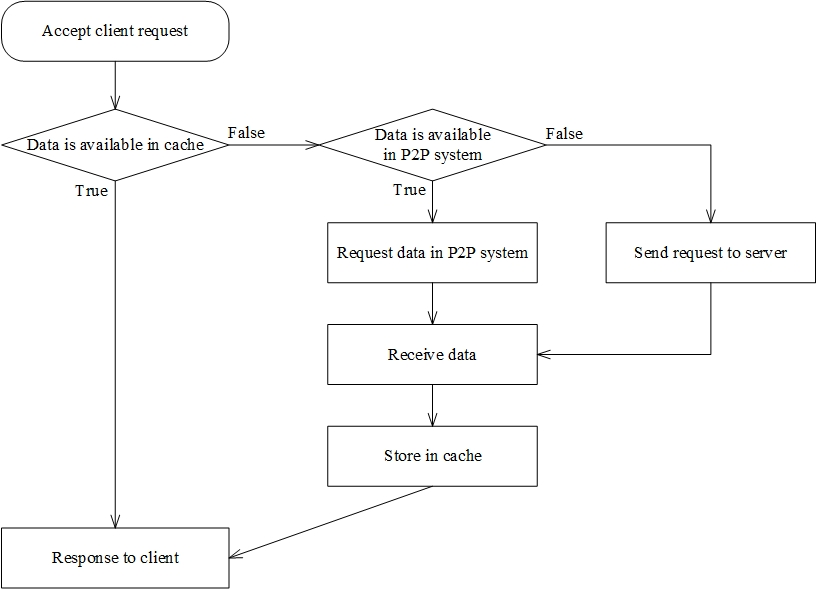 Accept client request
Data is available in cache
False
Data is available
in P2P system
False
True
True
Request data in P2P system
Send request to server
Receive data
Store in cache
Response to client